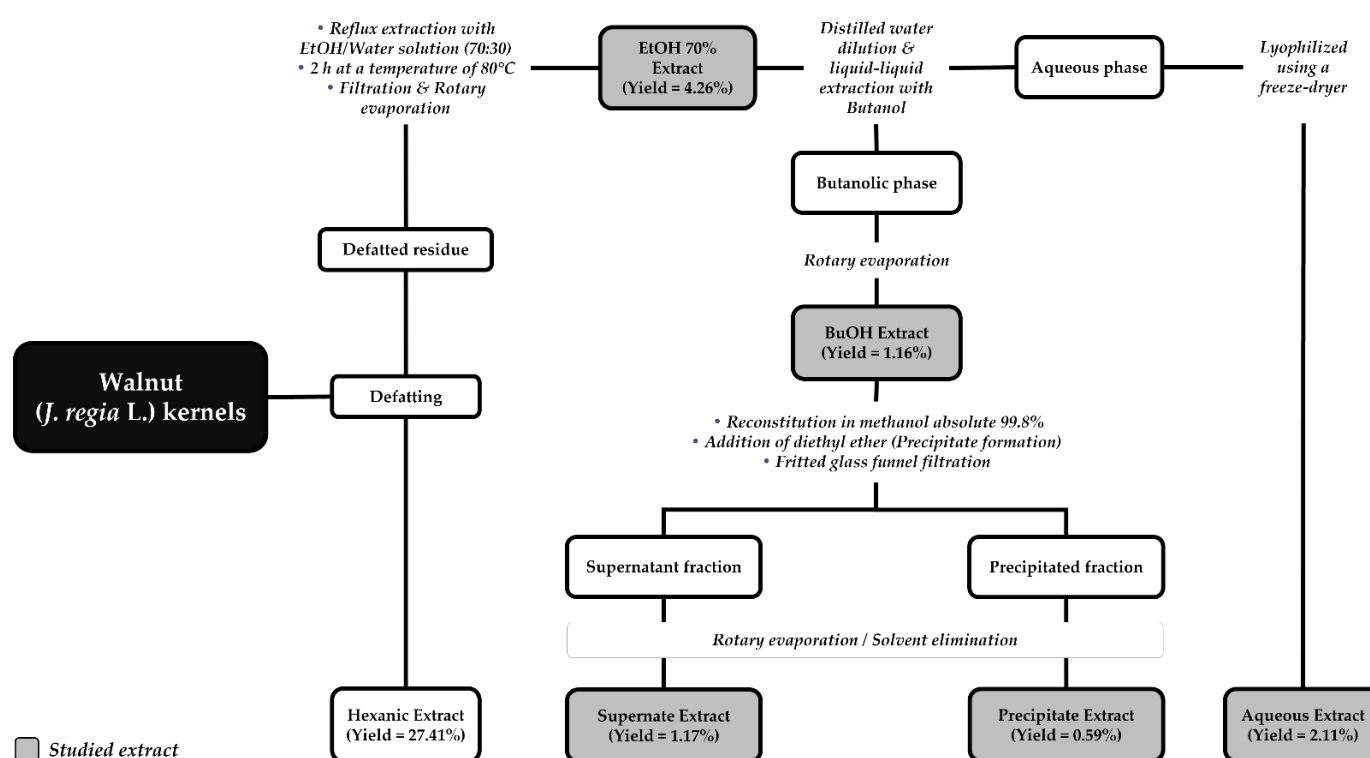 • Reflux extraction with
EtOH/Water solution (70:30)
• 2 h at a temperature of 80°C
• Filtration & Rotary
evaporation
EtOH 70%
Extract
(Yield = 4.26%)
Distilled water
dilution &
liquid-liquid
extraction with
Butanol
Aqueous phase
Lyophilized
using a
freeze-dryer
Butanolic phase
Defatted residue
Rotary evaporation
BuOH Extract
(Yield = 1.16%)
Walnut
(J. regia L.) kernels
Defatting
• Reconstitution in methanol absolute 99.8%
• Addition of diethyl ether (Precipitate formation)
• Fritted glass funnel filtration
Supernatant fraction
Precipitated fraction
Rotary evaporation / Solvent elimination
Hexanic Extract
(Yield = 27.41%)
Supernate Extract
(Yield = 1.17%)
Precipitate Extract
(Yield = 0.59%)
Aqueous Extract
(Yield = 2.11%)
Studied extract